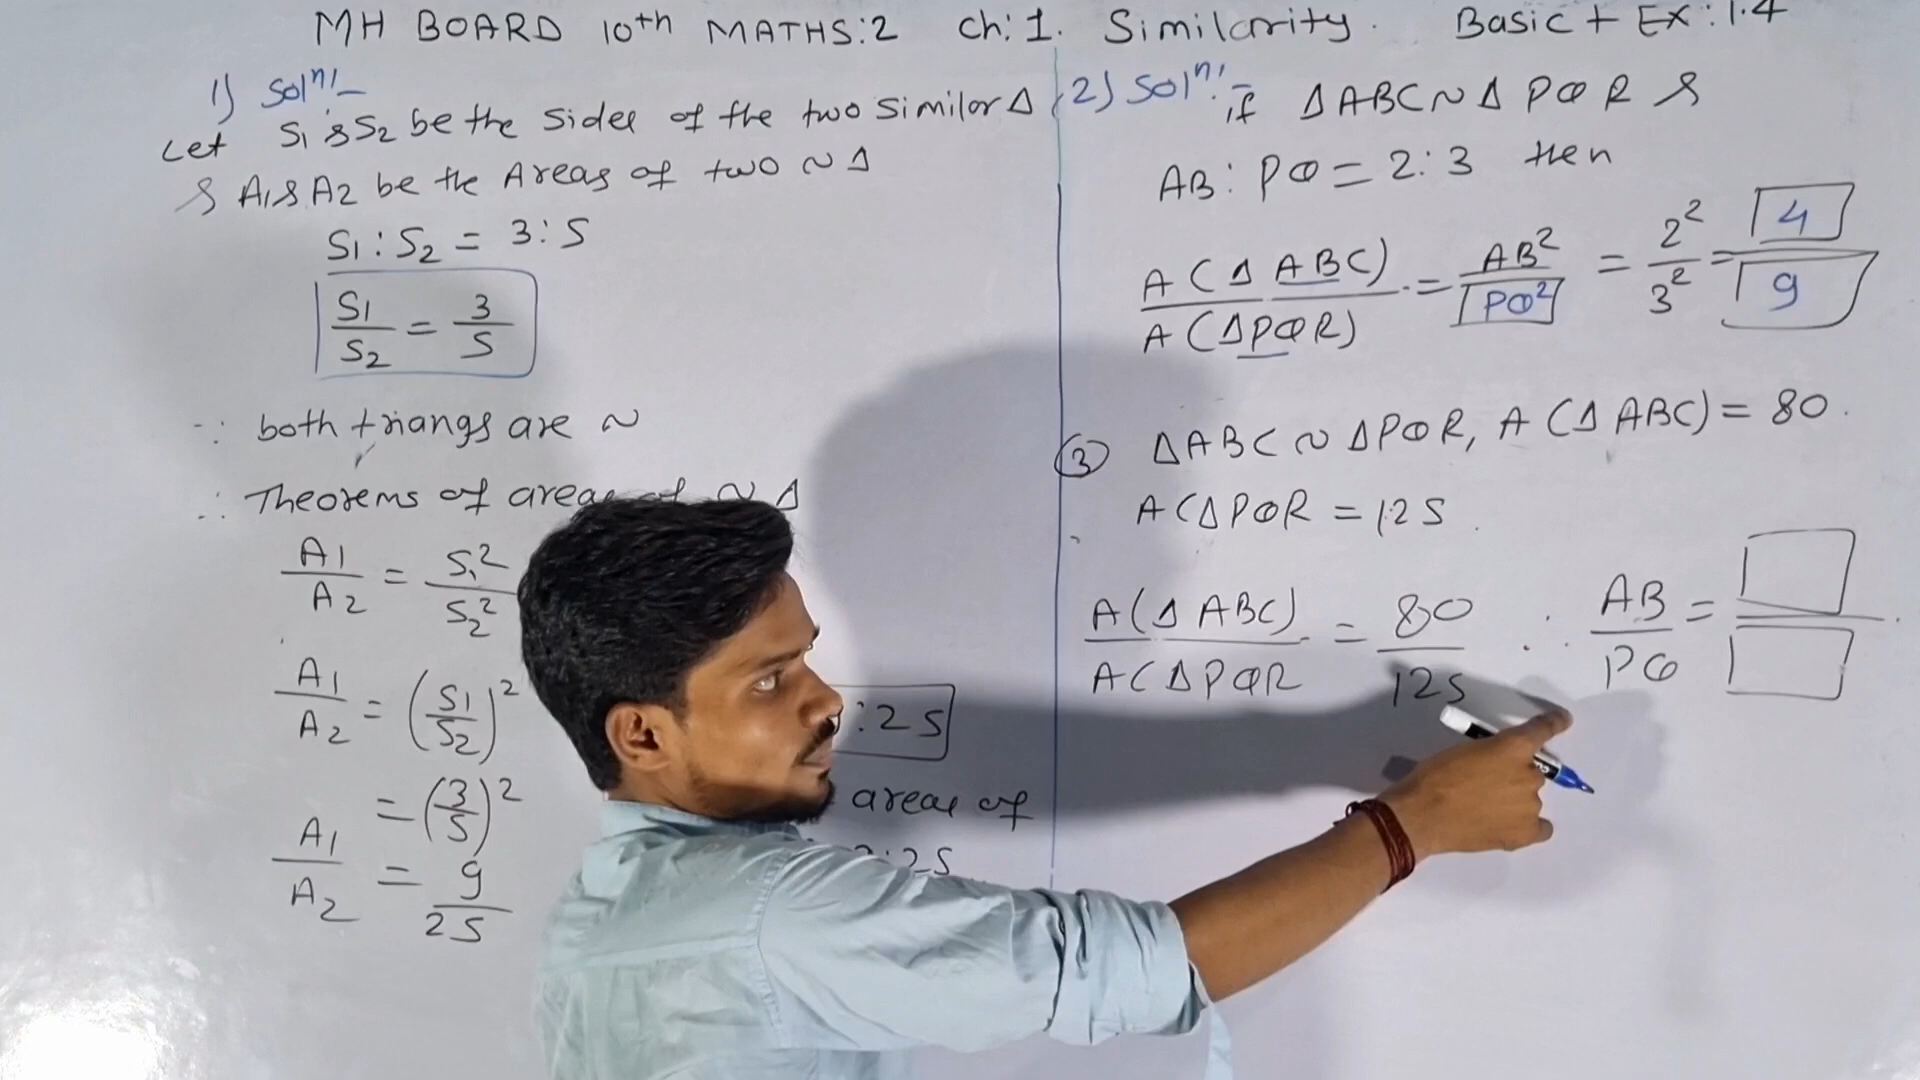 MH BOARD 10th MATHS:2 Ch:1. Similarity. Basic + EX:1.4
1) Soln:-
Let S1 & S2 be the sides of the two similar Δ
& A1 & A2 be the Areas of two ~ Δ
S1 : S2 = 3 : 5
S1/S2 = 3/5
∵ both triangs are ~
∴ Theorems of areas of ~ Δ
A1/A2 = S1²/S2²
A1/A2 = (S1/S2)²
= (3/5)²
A1/A2 = 9/25
:25
areas of
:25
2) Soln:-
if ΔABC ~ Δ PQR &
AB : PQ = 2 : 3 then
A(ΔABC)/A(ΔPQR) = AB²/PQ² = 2²/3² = 4/9
3 ΔABC ~ ΔPQR, A(ΔABC) = 80.
A(ΔPQR = 125.
A(ΔABC)/A(ΔPQR = 80/125 ∴ AB/PQ =